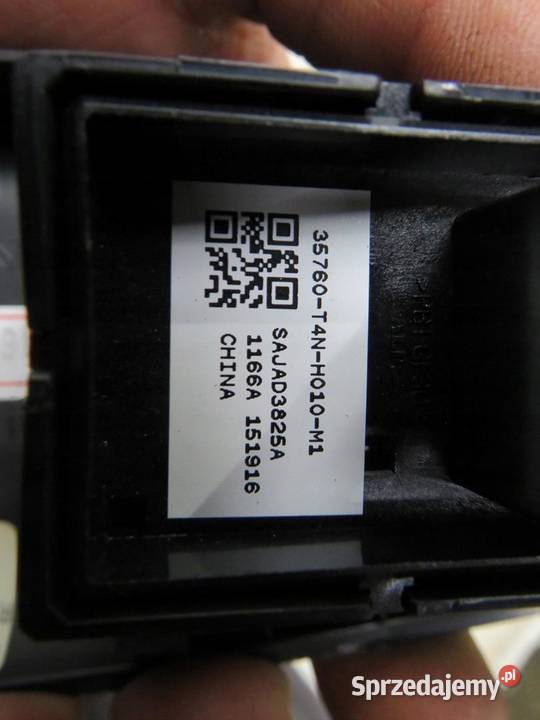 35760-T4N-H010-M1
SAJAD3825A
1166A 151916
CHINA
Sprzedajemy.pl